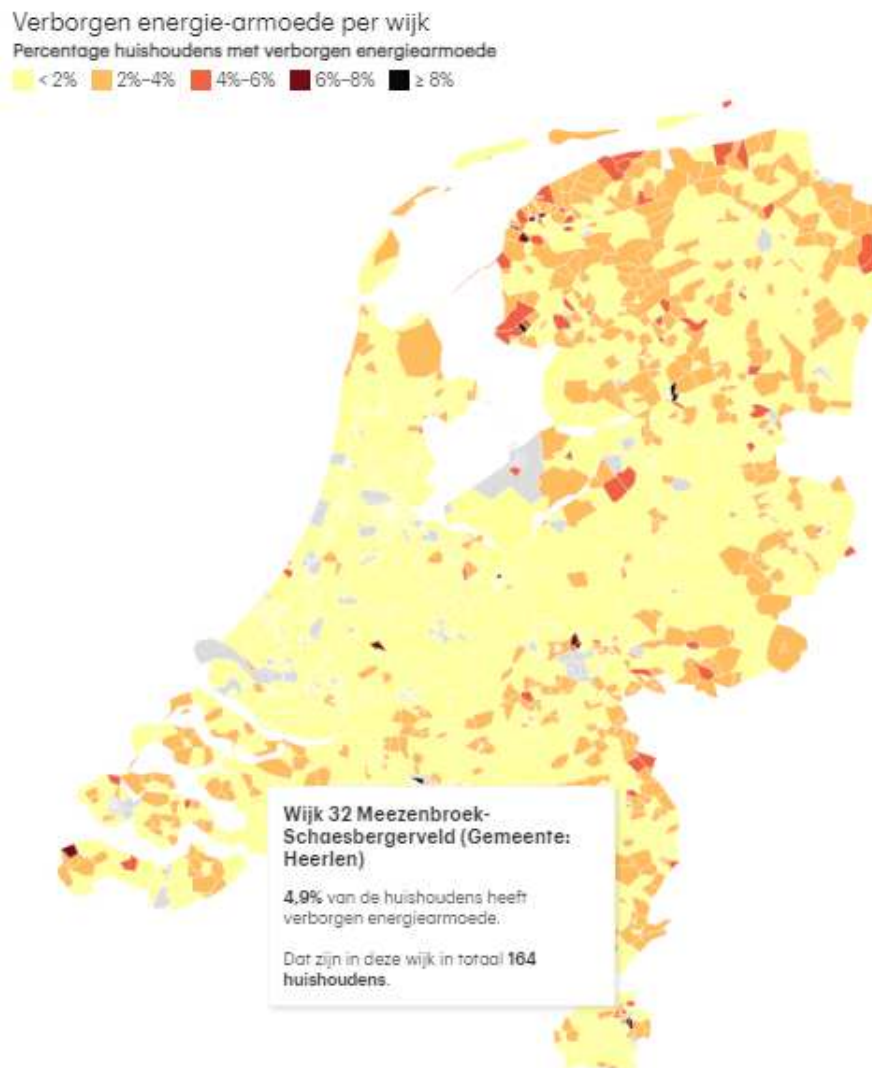 Verborgen energie-armoede per wijk
Percentage huishoudens met verborgen energiearmoede
< 2% 2%–4% 4%–6% 6%–8% ≥ 8%
Wijk 32 Meezenbroek-
Schaesbergerveld (Gemeente:
Heerlen)
4,9% van de huishoudens heeft
verborgen energiearmoede.
Dat zijn in deze wijk in totaal 164
huishoudens.